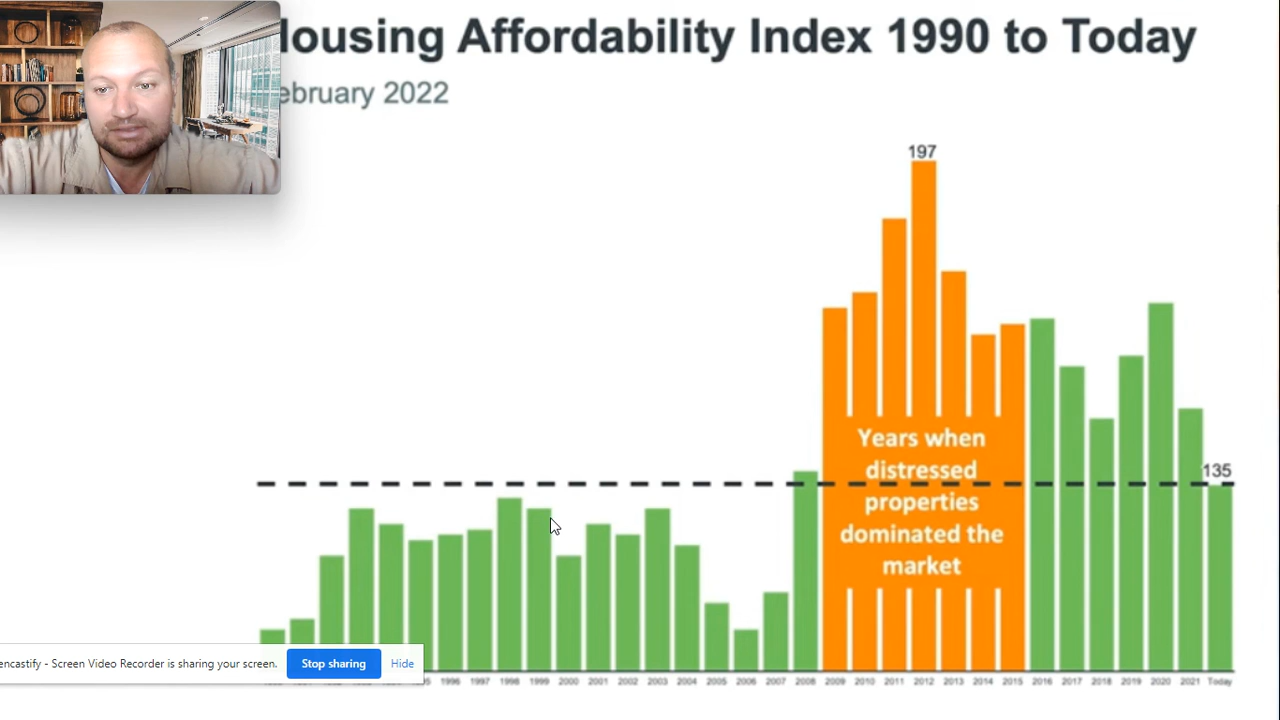 Housing Affordability Index 1990 to Today
ebruary 2022
197
135
Years when
distressed
properties
dominated the
market
1996 1997 1998 1999 2000 2001 2002 2003 2004 2005 2006 2007 2008 2009 2010 2011 2012 2013 2014 2015 2016 2017 2018 2019 2020 2021 Today
encastify - Screen Video Recorder is sharing your screen. Stop sharing Hide